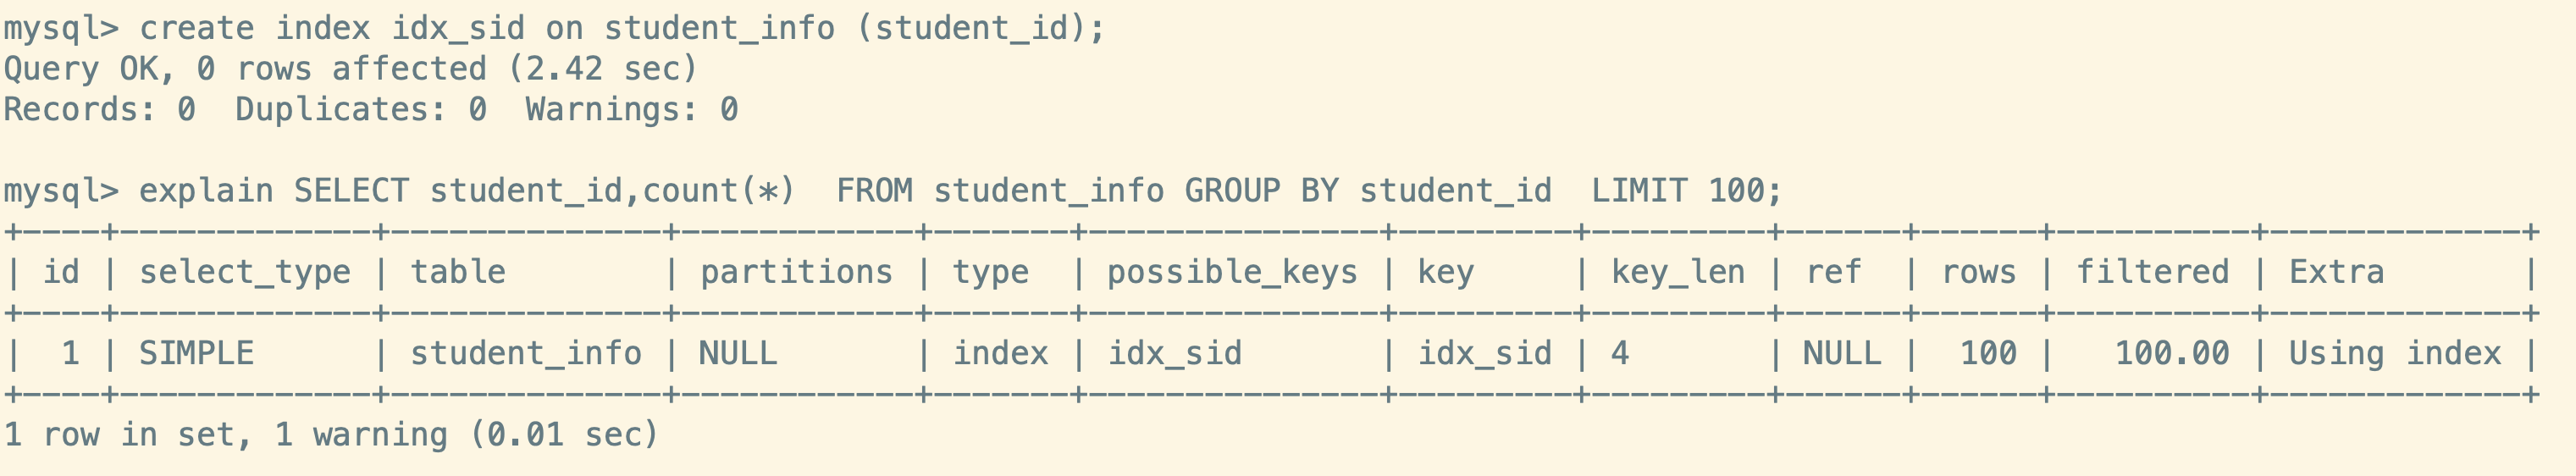 mysql> create index idx_sid on student_info (student_id);
Query OK, 0 rows affected (2.42 sec)
Records: 0  Duplicates: 0  Warnings: 0

mysql> explain SELECT student_id,count(*)  FROM student_info GROUP BY student_id  LIMIT 100;
+----+-------------+--------------+------------+-------+---------------+---------+---------+------+------+----------+-------------+
| id | select_type | table        | partitions | type  | possible_keys | key     | key_len | ref  | rows | filtered | Extra       |
+----+-------------+--------------+------------+-------+---------------+---------+---------+------+------+----------+-------------+
|  1 | SIMPLE      | student_info | NULL       | index | idx_sid       | idx_sid | 4       | NULL |  100 |   100.00 | Using index |
+----+-------------+--------------+------------+-------+---------------+---------+---------+------+------+----------+-------------+
1 row in set, 1 warning (0.01 sec)